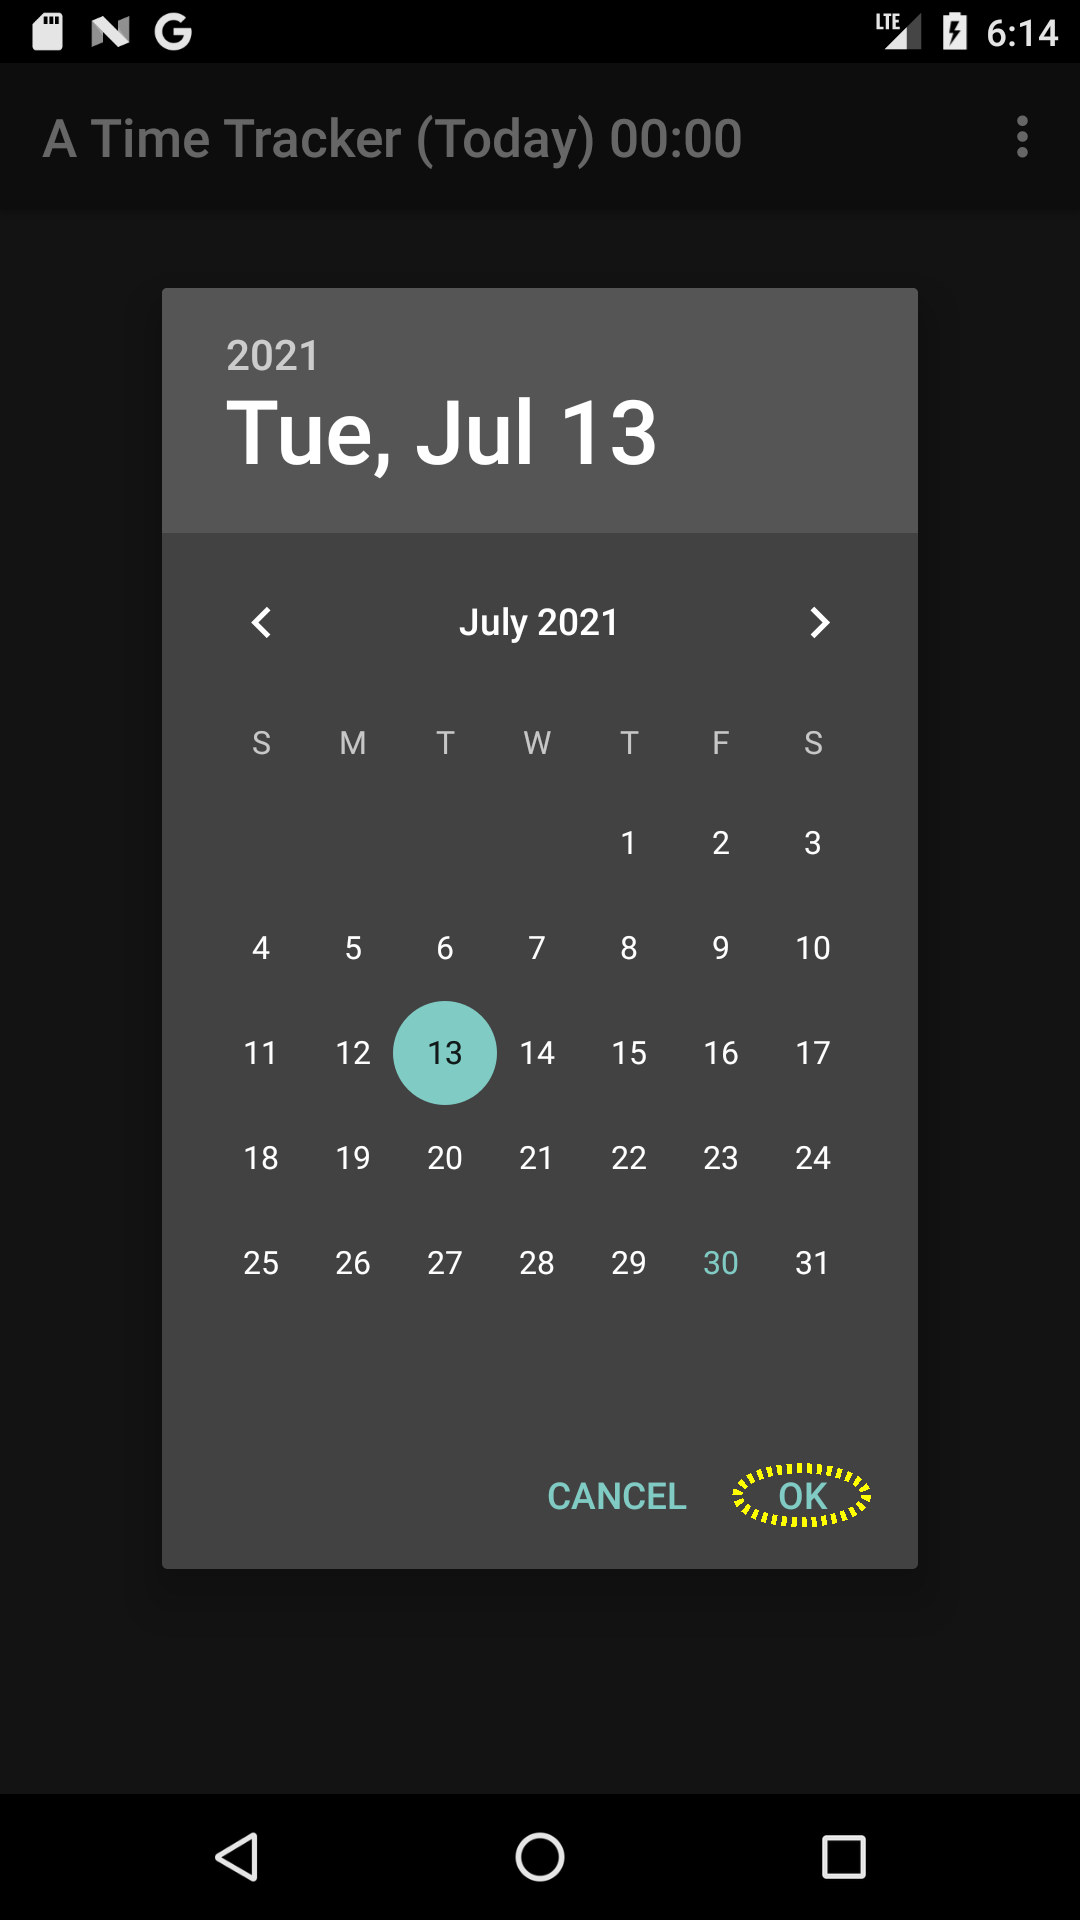 LTE 6:14
A Time Tracker (Today) 00:00
2021
Tue, Jul 13
July 2021
S M T W T F S
1 2 3
4 5 6 7 8 9 10
11 12 13 14 15 16 17
18 19 20 21 22 23 24
25 26 27 28 29 30 31
CANCEL OK